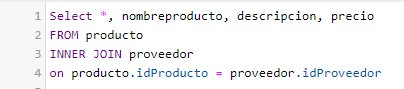 1 Select *, nombreproducto, descripcion, precio
2 FROM producto
3 INNER JOIN proveedor
4 on producto.idProducto = proveedor.idProveedor